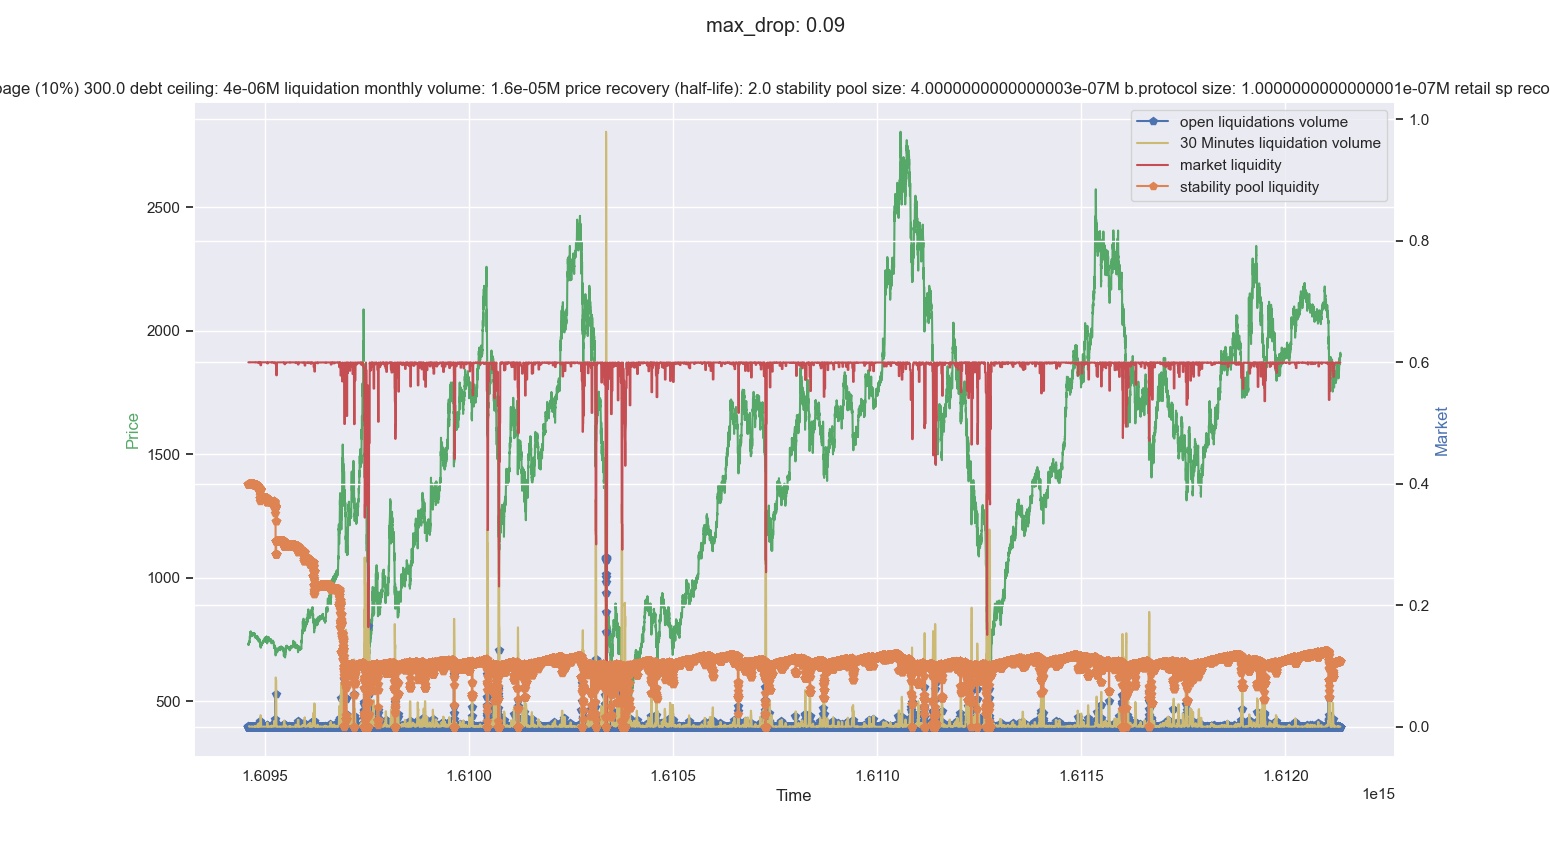 max_drop: 0.09
page (10%) 300.0 debt ceiling: 4e-06M liquidation monthly volume: 1.6e-05M price recovery (half-life): 2.0 stability pool size: 4.0000000000000003e-07M b.protocol size: 1.0000000000000001e-07M retail sp reco
open liquidations volume
30 Minutes liquidation volume
market liquidity
stability pool liquidity
1.0
0.8
0.6
0.4
0.2
0.0
Market
2500
2000
1500
1000
500
Price
1.6095 1.6100 1.6105 1.6110 1.6115 1.6120
Time
1e15